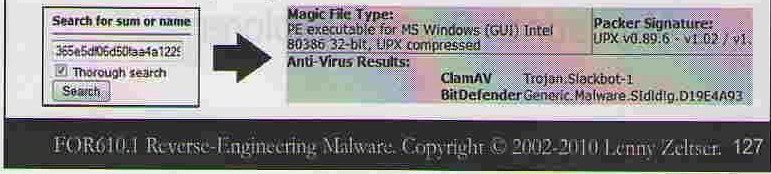 Search for sum or name
Thorough search
Search
Magic File Type:
PE executable for MS Windows (GUI) Intel
80386 32-bit, UPX compressed
Packer Signature:
UPX v0.89.6 - v1.02 / v1.
Anti-Virus Results:
ClamAV Trojan.Slackbot-1
BitDefender Generic.Malware.SIdIdIg.D19E4A93
FOR610.1 Reverse-Engineering Malware. Copyright © 2002-2010 Lenny Zeltser. 127